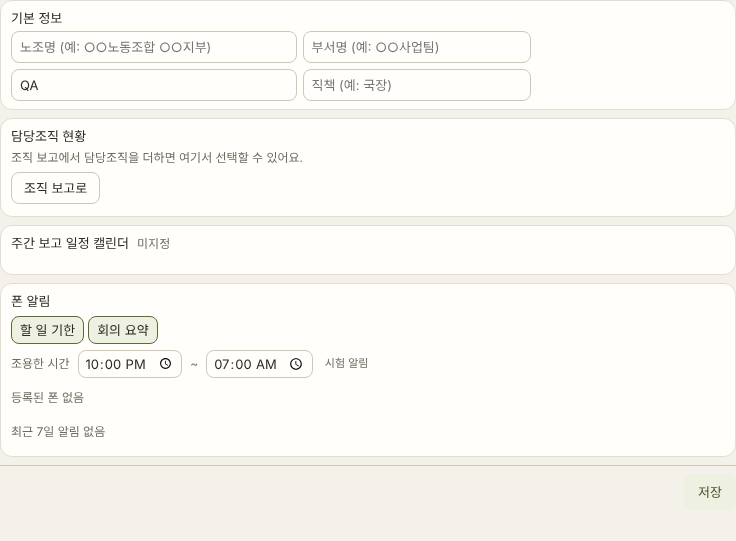 기본 정보
노조명 (예: ○○노동조합 ○○지부) 부서명 (예: ○○사업팀)
QA 직책 (예: 국장)
담당조직 현황
조직 보고에서 담당조직을 더하면 여기서 선택할 수 있어요.
조직 보고로
주간 보고 일정 캘린더 미지정
폰 알림
할 일 기한 회의 요약
조용한 시간 10:00 PM ~ 07:00 AM 시험 알림
등록된 폰 없음
최근 7일 알림 없음
저장